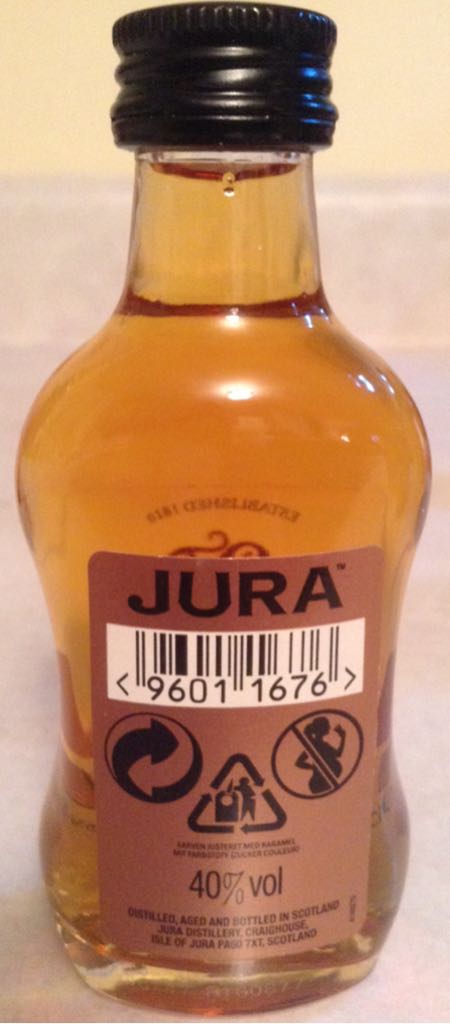 ESTABLISHED 1810
JURA™
<9601 1676>
FARVEN JUSTERET MED KARAMEL
MIT FARBSTOFF (ZUCKER COULEUR)
40% vol
DISTILLED, AGED AND BOTTLED IN SCOTLAND
JURA DISTILLERY, CRAIGHOUSE,
ISLE OF JURA PA60 7XT, SCOTLAND